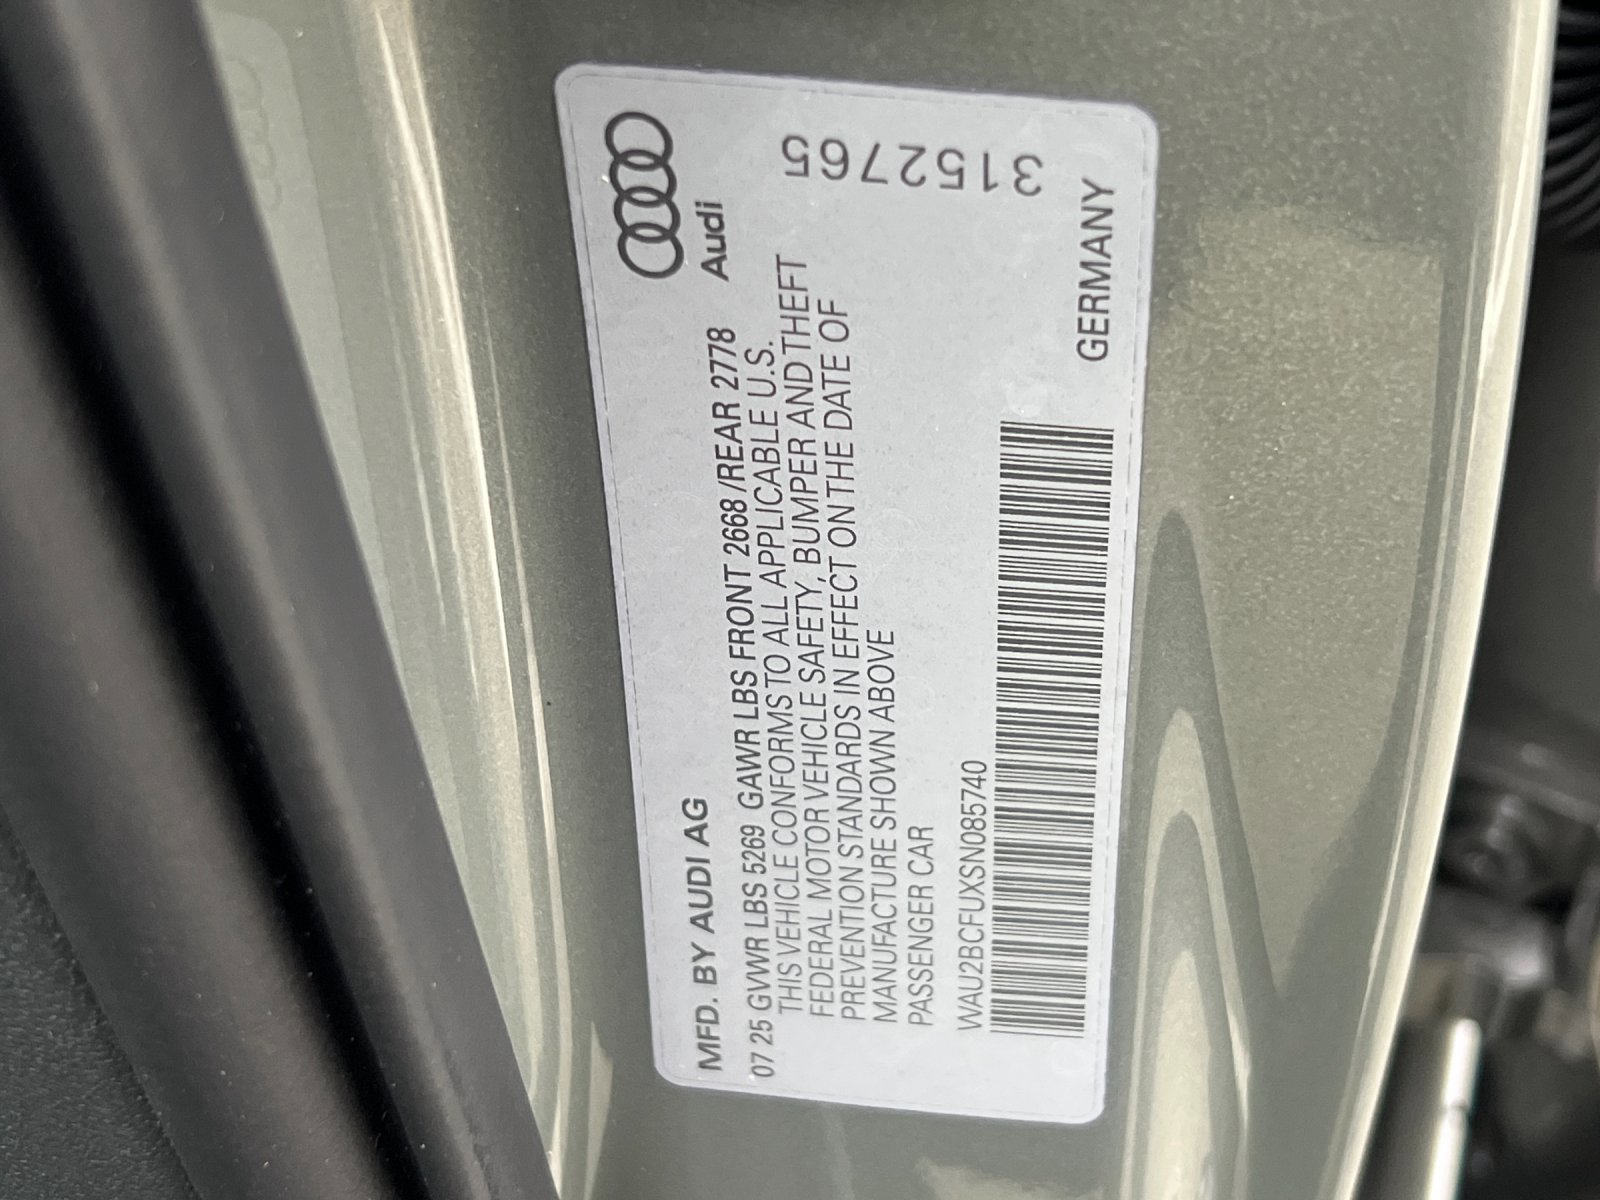 MFD. BY AUDI AG
Audi
07 25 GVWR LBS 5269 GAWR LBS FRONT 2668/REAR 2778
THIS VEHICLE CONFORMS TO ALL APPLICABLE U.S.
FEDERAL MOTOR VEHICLE SAFETY, BUMPER AND THEFT
PREVENTION STANDARDS IN EFFECT ON THE DATE OF
MANUFACTURE SHOWN ABOVE
PASSENGER CAR
WAU2BCFUXSN085740
3152765
GERMANY